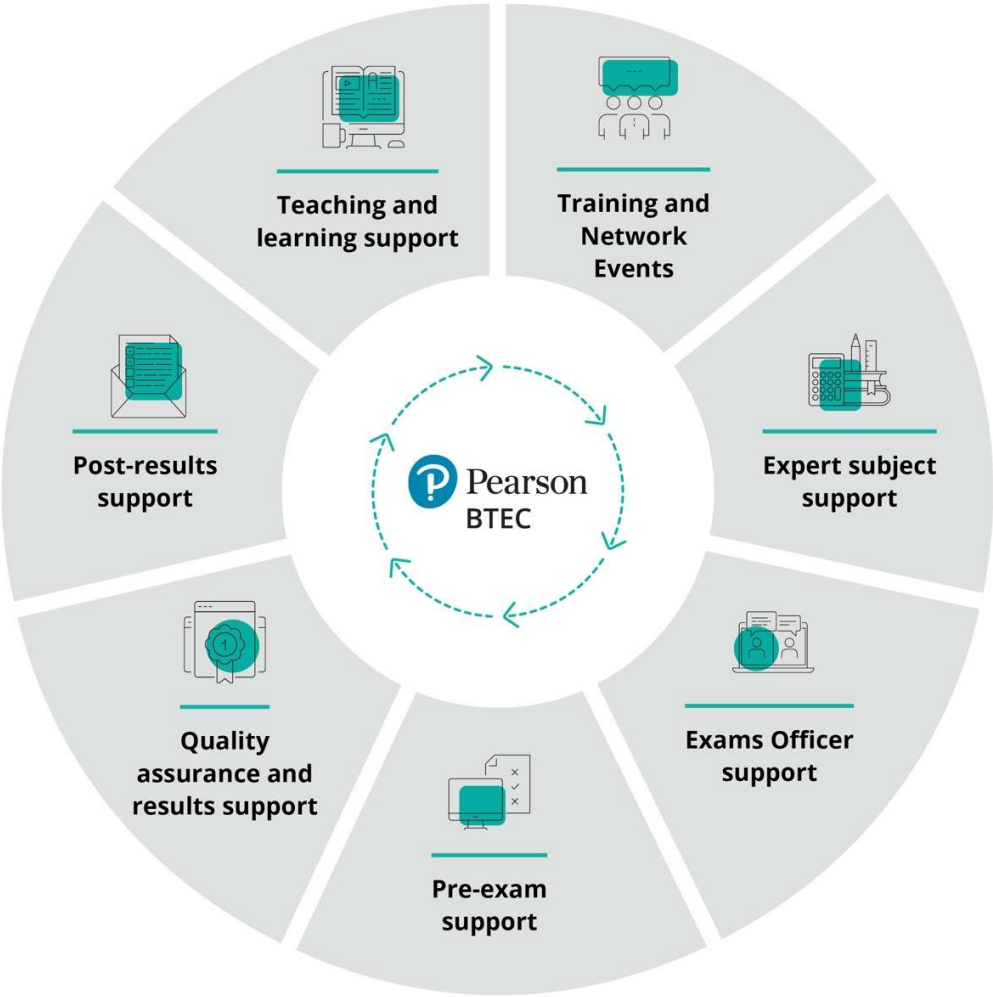 Teaching and
learning support
Training and
Network
Events
Expert subject
support
Exams Officer
support
Pre-exam
support
Quality
assurance and
results support
Post-results
support
Pearson
BTEC